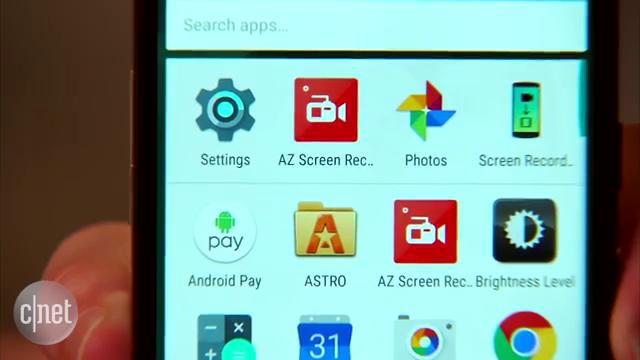 Search apps...
Settings
AZ Screen Rec..
Photos
Screen Record..
pay
Android Pay
ASTRO
AZ Screen Rec..
Brightness Level
31
c|net